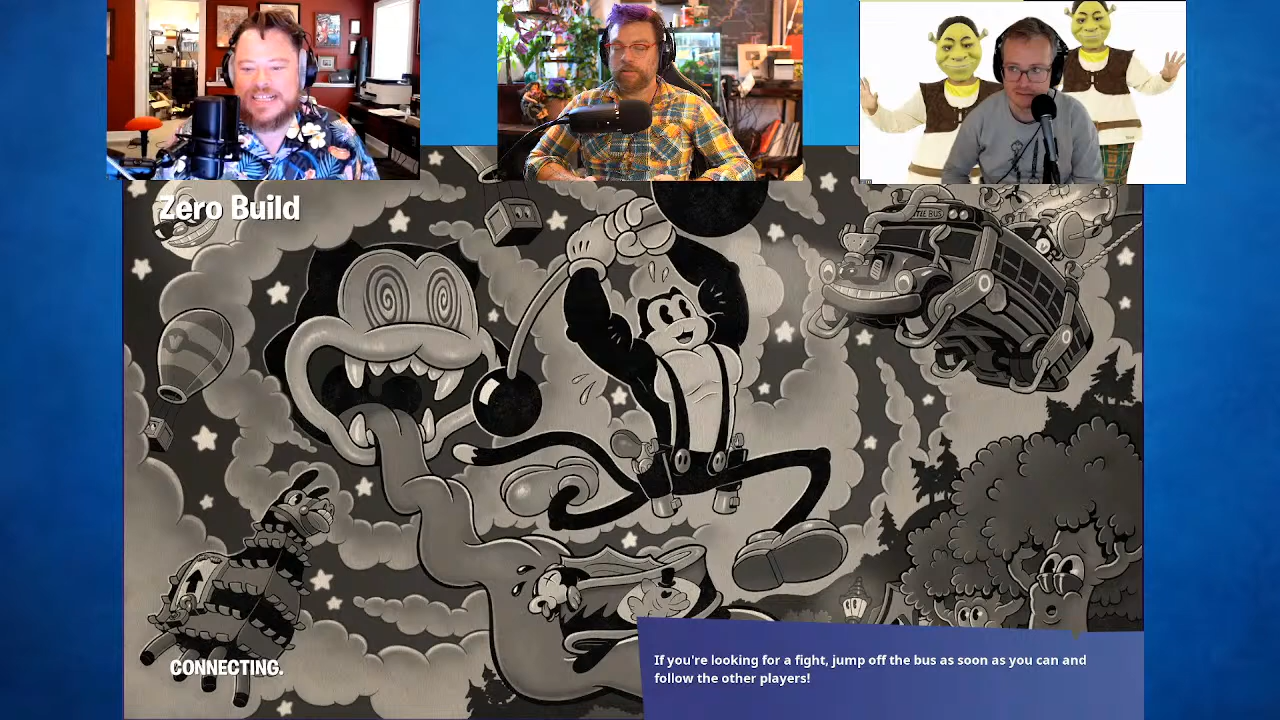 Zero Build
CONNECTING.
If you're looking for a fight, jump off the bus as soon as you can and
follow the other players!